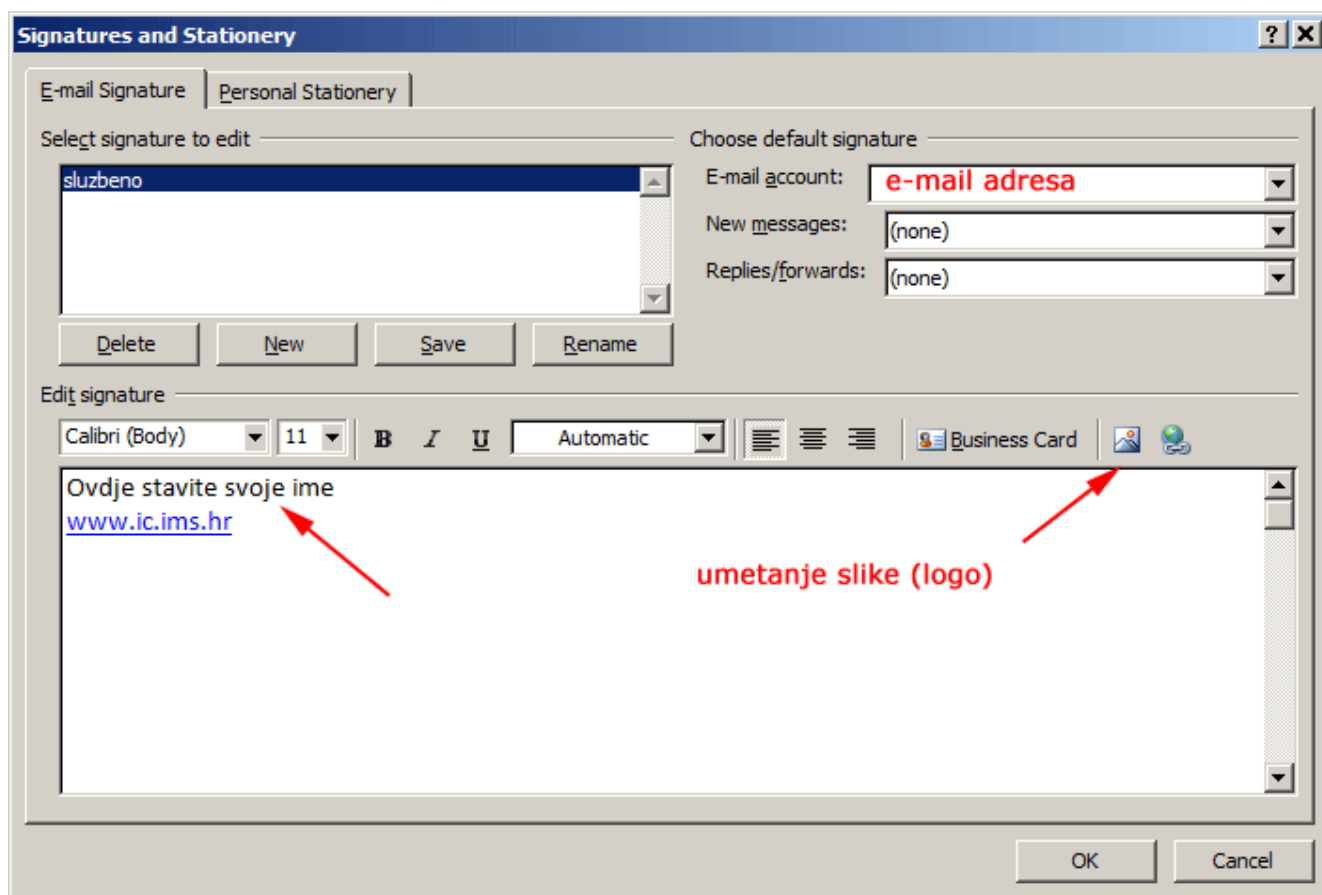 Signatures and Stationery
E-mail Signature
Personal Stationery
Select signature to edit
Choose default signature
sluzbeno
E-mail account:
e-mail adresa
New messages:
(none)
Replies/forwards:
(none)
Delete
New
Save
Rename
Edit signature
Calibri (Body)
11
B
I
U
Automatic
Business Card
Ovdje stavite svoje ime
www.ic.ims.hr
umetanje slike (logo)
OK
Cancel